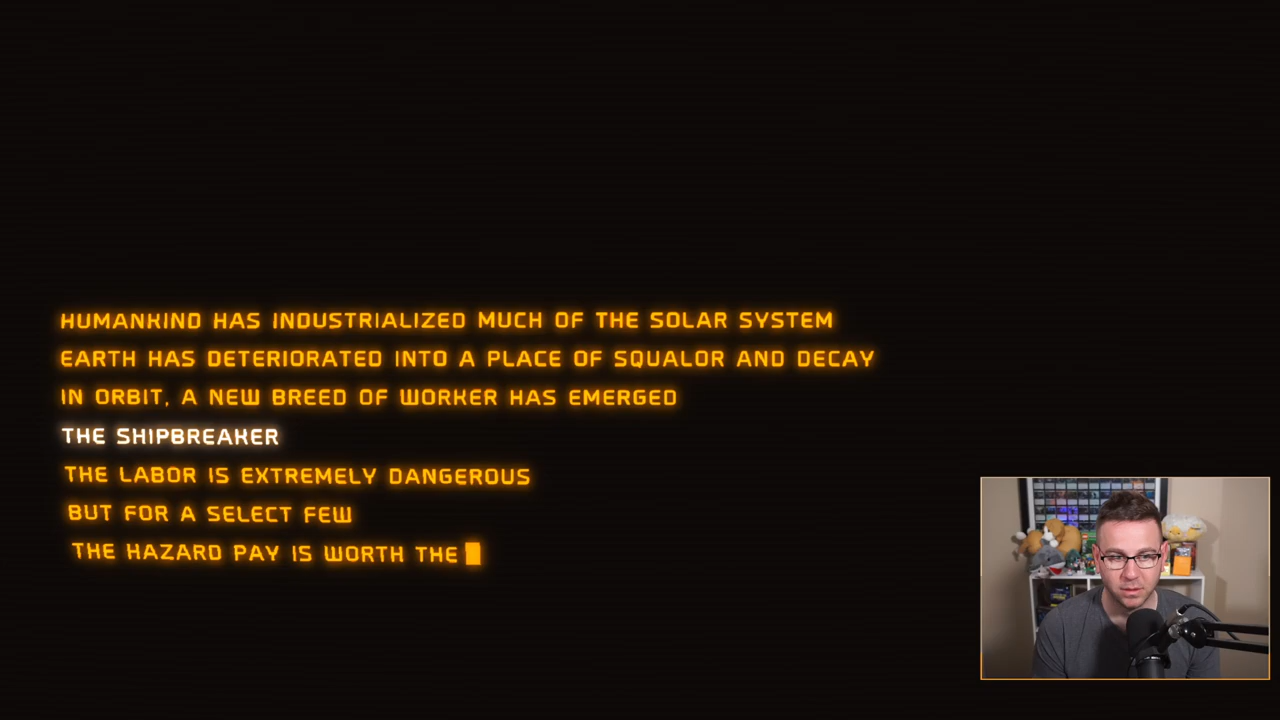 HUMANKIND HAS INDUSTRIALIZED MUCH OF THE SOLAR SYSTEM
EARTH HAS DETERIORATED INTO A PLACE OF SQUALOR AND DECAY
IN ORBIT, A NEW BREED OF WORKER HAS EMERGED
THE SHIPBREAKER
THE LABOR IS EXTREMELY DANGEROUS
BUT FOR A SELECT FEW
THE HAZARD PAY IS WORTH THE